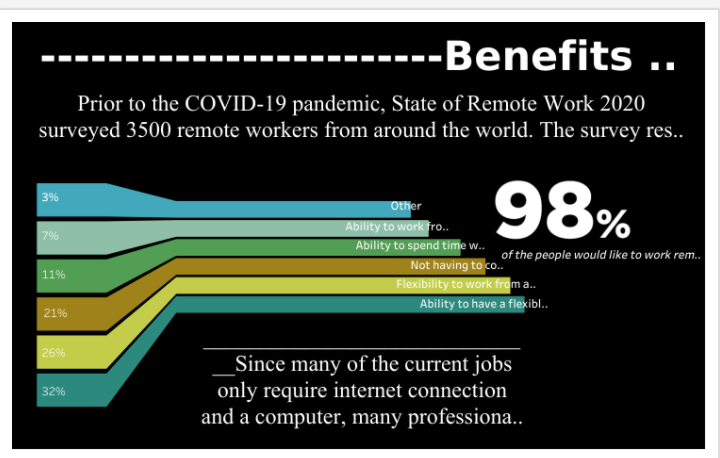 ------------------------Benefits ..
Prior to the COVID-19 pandemic, State of Remote Work 2020
surveyed 3500 remote workers from around the world. The survey res..
98%
of the people would like to work rem..
3%
Other
7%
Ability to work fro..
11%
Ability to spend time w..
21%
Not having to co..
26%
Flexibility to work from a..
32%
Ability to have a flexibl..
__Since many of the current jobs
only require internet connection
and a computer, many professiona..